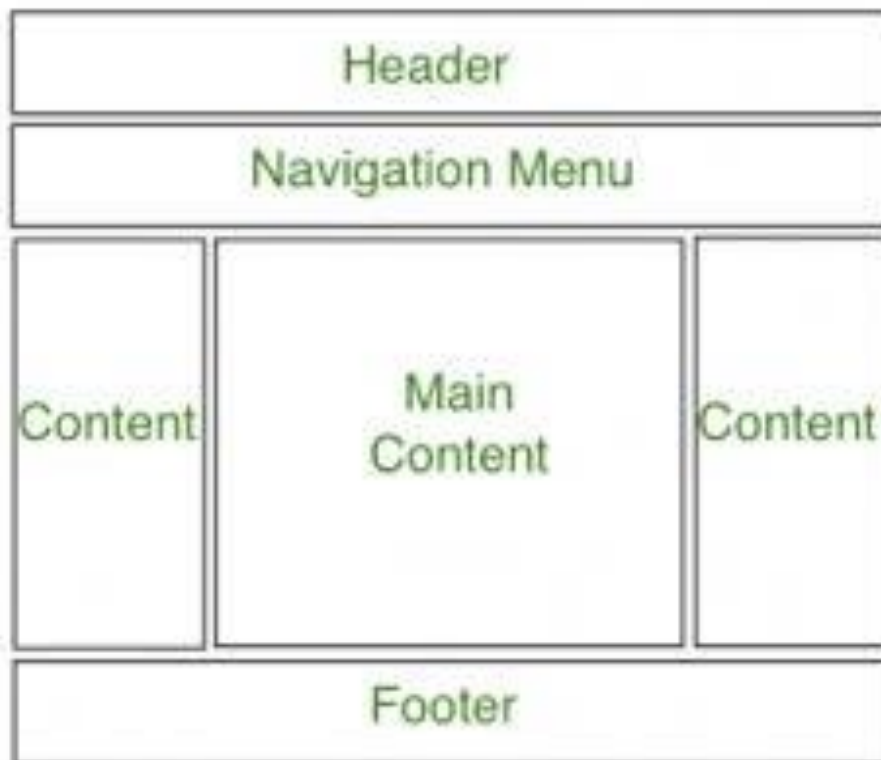 Header
Navigation Menu
Content
Main
Content
Content
Footer